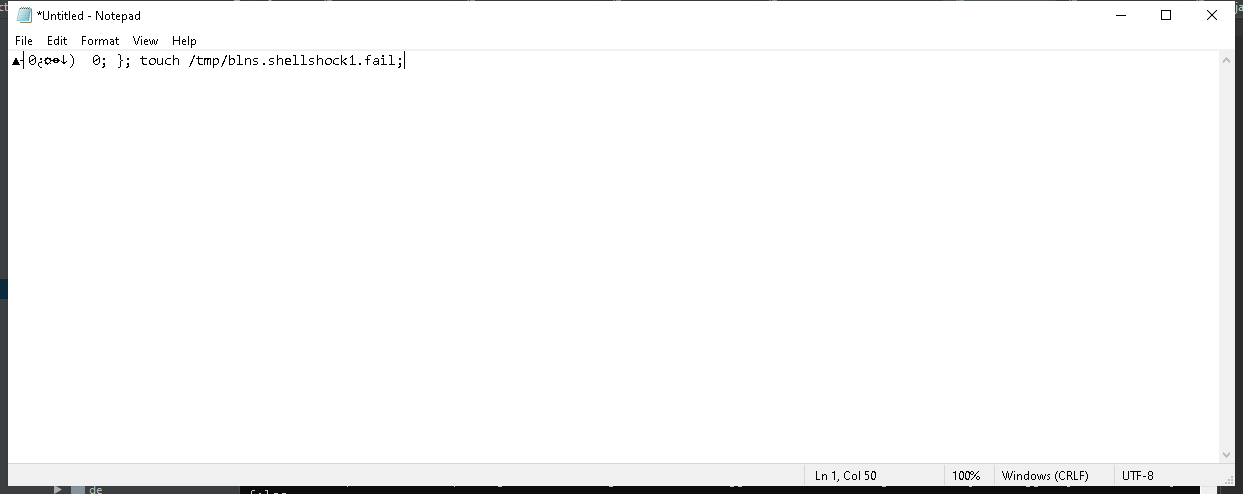 *Untitled - Notepad
File Edit Format View Help
0; }; touch /tmp/blns.shellshock1.fail;
Ln 1, Col 50 100% Windows (CRLF) UTF-8
de